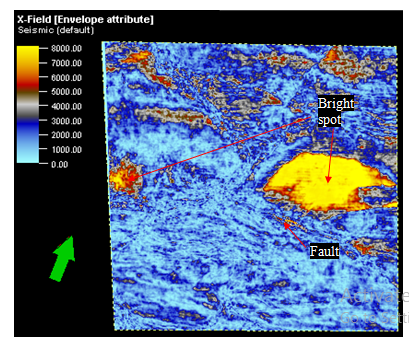 X-Field [Envelope attribute]
Seismic (default)
8000.00
7000.00
6000.00
5000.00
4000.00
3000.00
2000.00
1000.00
0.00
Bright
spot
Fault